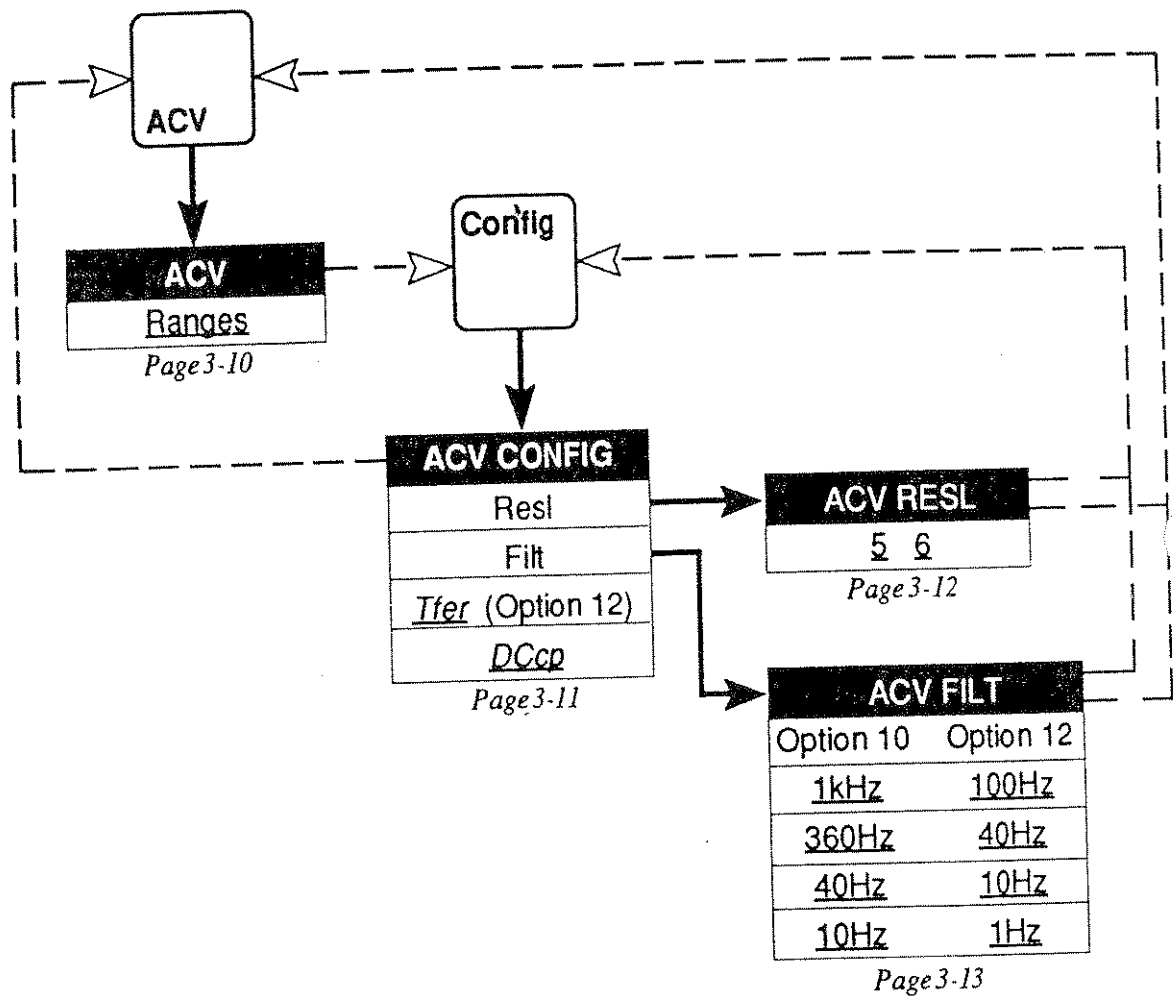 ACV
Config
ACV
Ranges
Page 3-10
ACV CONFIG
Resl
Filt
Tfer (Option 12)
DCcp
Page 3-11
ACV RESL
5 6
Page 3-12
ACV FILT
Option 10 Option 12
1kHz 100Hz
360Hz 40Hz
40Hz 10Hz
10Hz 1Hz
Page 3-13